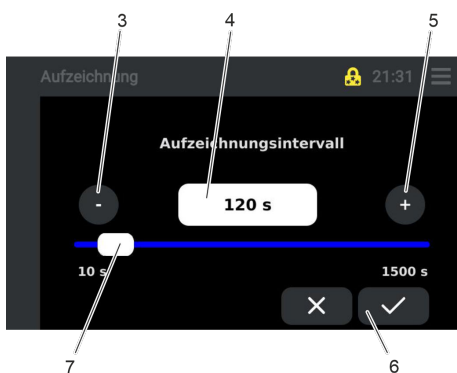 3 4 5
Aufzeichnung 21:31
Aufzeichnungsintervall
- 120 s +
10 s 1500 s
7 6